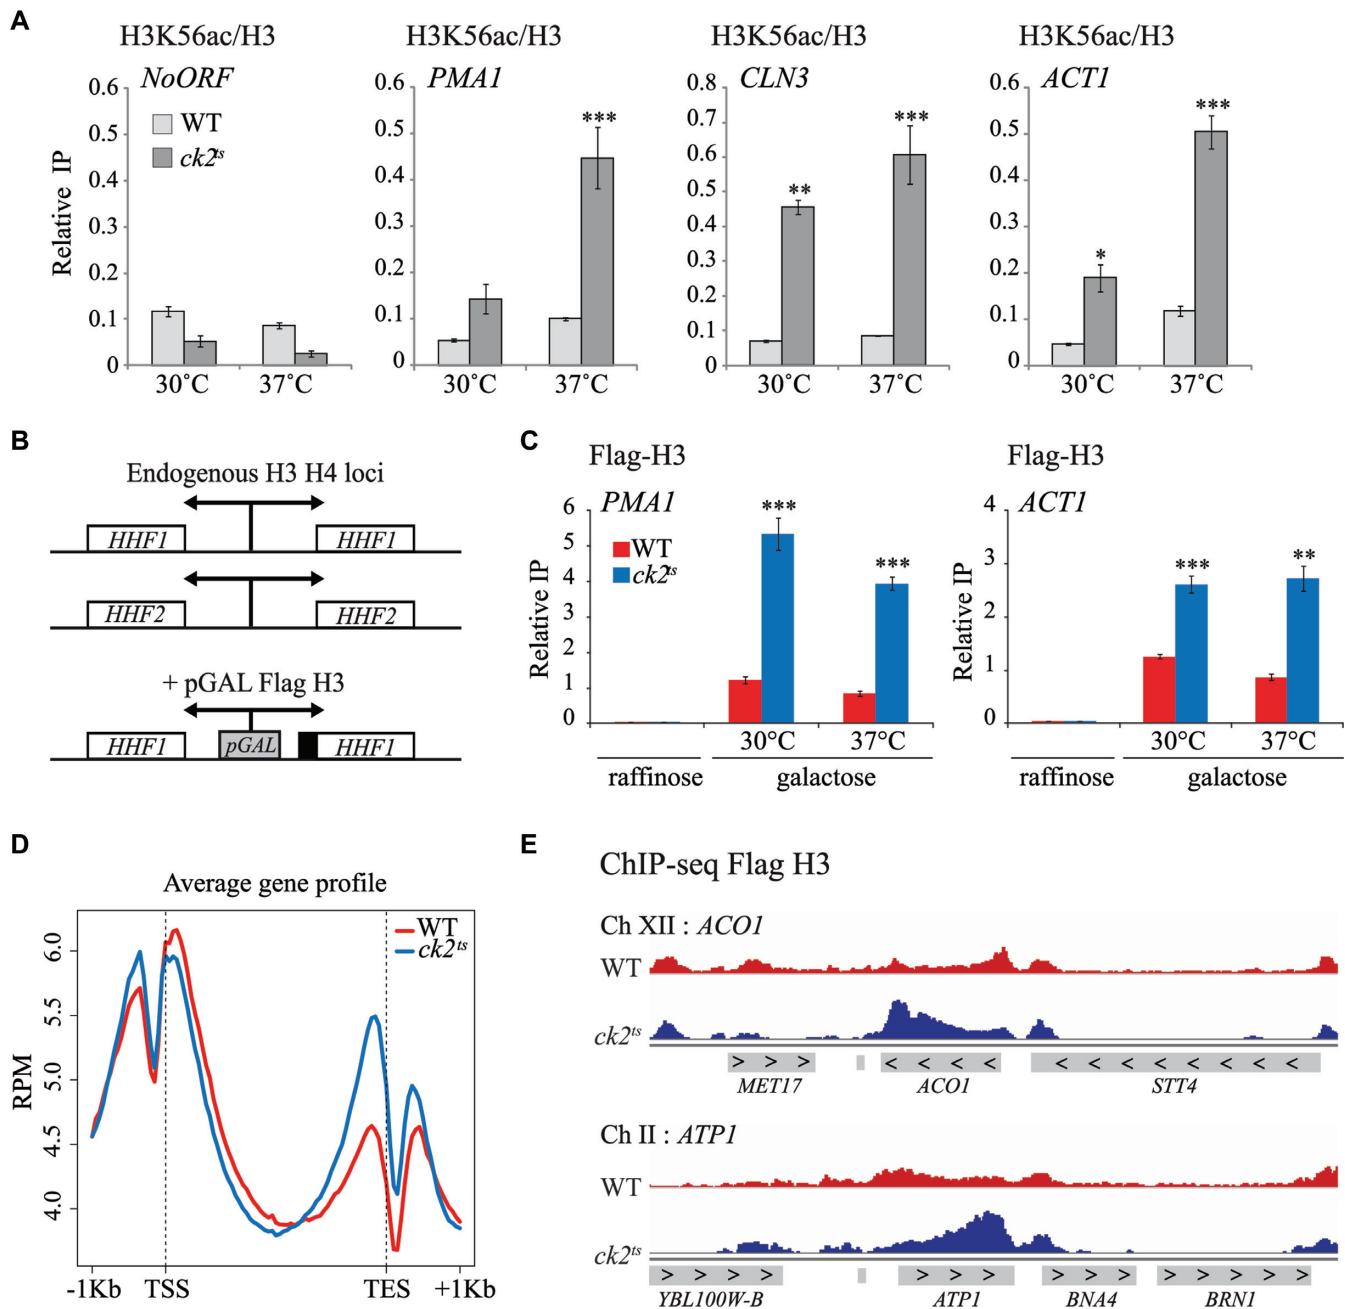 A
H3K56ac/H3
NoORF
Relative IP
0.6
0.5
0.4
0.3
0.2
0.1
0
WT
ck2ts
30°C
37°C
H3K56ac/H3
PMA1
0.6
0.5
0.4
0.3
0.2
0.1
0
***
30°C
37°C
H3K56ac/H3
CLN3
0.8
0.7
0.6
0.5
0.4
0.3
0.2
0.1
0
**
***
30°C
37°C
H3K56ac/H3
ACT1
0.6
0.5
0.4
0.3
0.2
0.1
0
*
***
30°C
37°C
B
Endogenous H3 H4 loci
HHF1
HHF1
HHF2
HHF2
+ pGAL Flag H3
HHF1
pGAL
HHF1
C
Flag-H3
PMA1
Relative IP
6
5
4
3
2
1
0
WT
ck2ts
***
***
30°C
37°C
raffinose
galactose
Flag-H3
ACT1
Relative IP
4
3
2
1
0
***
**
30°C
37°C
raffinose
galactose
D
Average gene profile
RPM
6.0
5.5
5.0
4.5
4.0
WT
ck2ts
-1Kb
TSS
TES
+1Kb
E
ChIP-seq Flag H3
Ch XII : ACO1
WT
ck2ts
> > >
< < < <
< < < < < < < < <
MET17
ACO1
STT4
Ch II : ATP1
WT
ck2ts
> > > >
> > >
> > >
> > > > >
YBL100W-B
ATP1
BNA4
BRN1